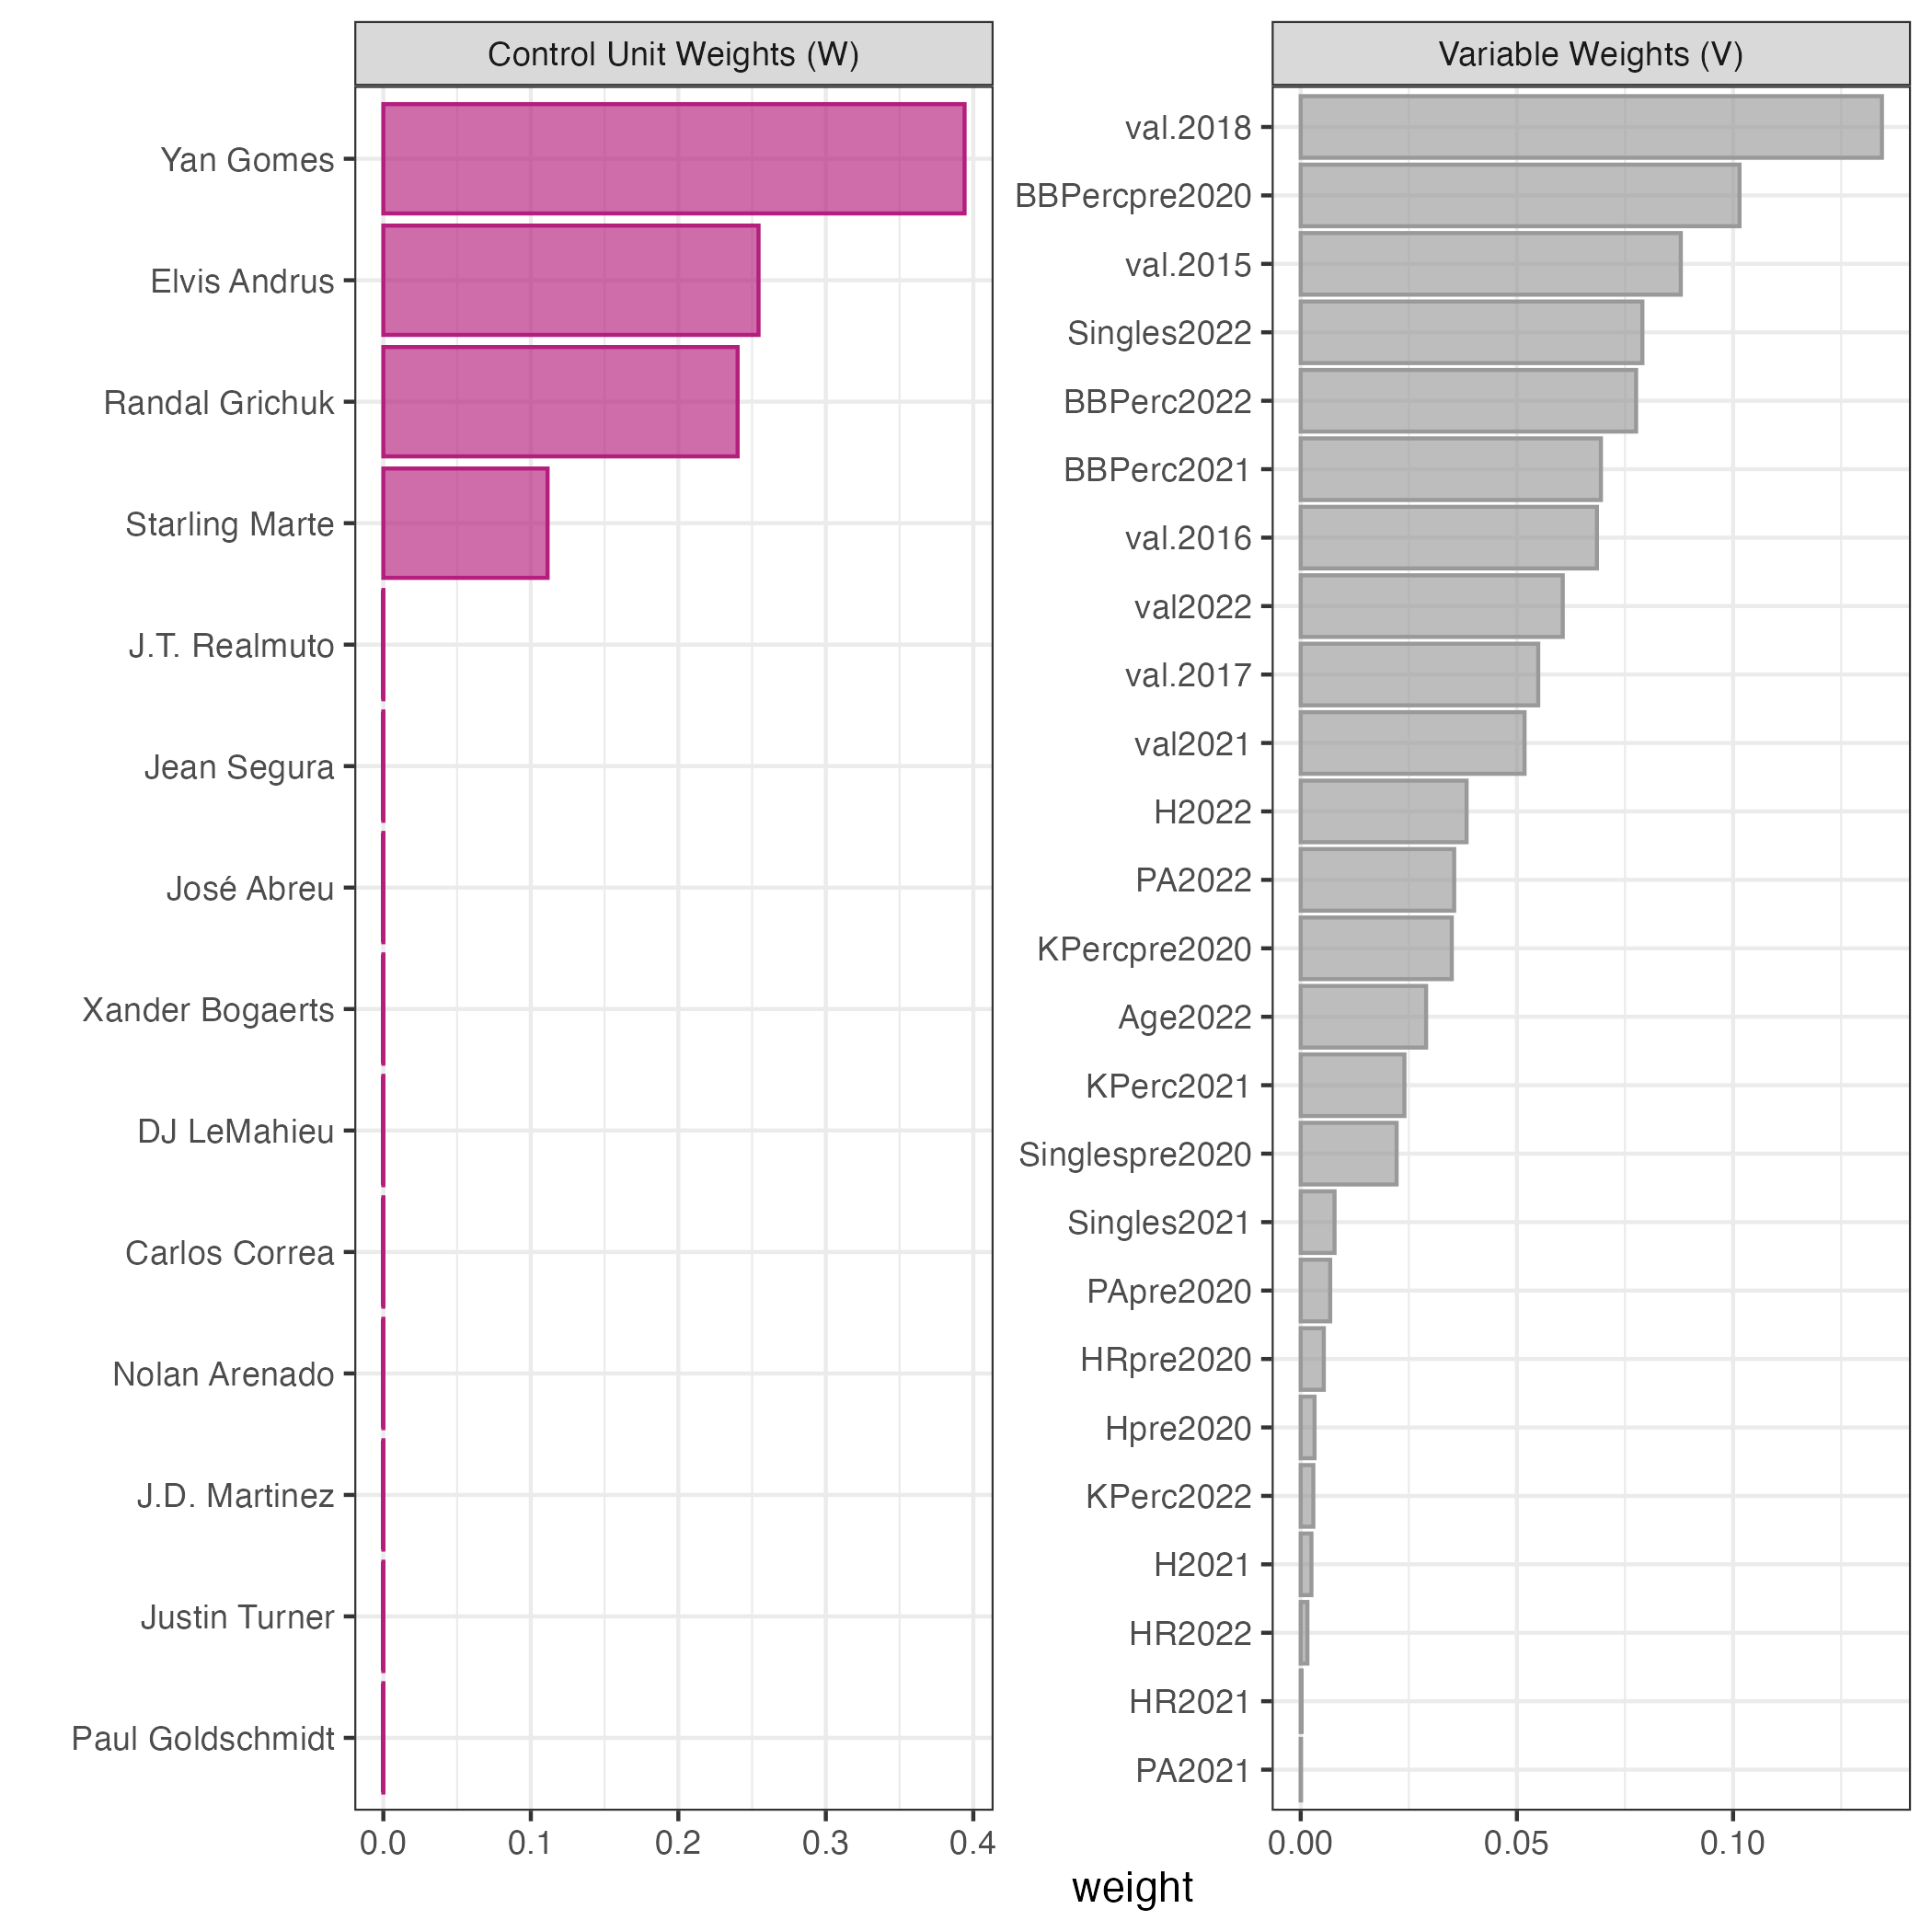 Control Unit Weights (W)
Yan Gomes
Elvis Andrus
Randal Grichuk
Starling Marte
J.T. Realmuto
Jean Segura
José Abreu
Xander Bogaerts
DJ LeMahieu
Carlos Correa
Nolan Arenado
J.D. Martinez
Justin Turner
Paul Goldschmidt
0.0 0.1 0.2 0.3 0.4
Variable Weights (V)
val.2018
BBPercpre2020
val.2015
Singles2022
BBPerc2022
BBPerc2021
val.2016
val2022
val.2017
val2021
H2022
PA2022
KPercpre2020
Age2022
KPerc2021
Singlespre2020
Singles2021
PApre2020
HRpre2020
Hpre2020
KPerc2022
H2021
HR2022
HR2021
PA2021
0.00 0.05 0.10
weight